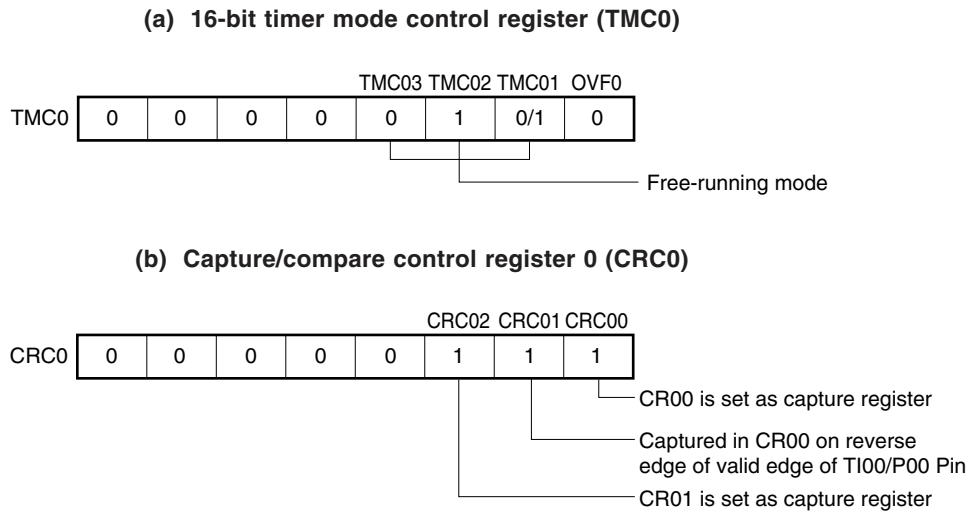 (a) 16-bit timer mode control register (TMC0)
TMC03 TMC02 TMC01 OVF0
TMC0 0 0 0 0 0 1 0/1 0
Free-running mode
(b) Capture/compare control register 0 (CRC0)
CRC02 CRC01 CRC00
CRC0 0 0 0 0 0 1 1 1
CR00 is set as capture register
Captured in CR00 on reverse
edge of valid edge of TI00/P00 Pin
CR01 is set as capture register